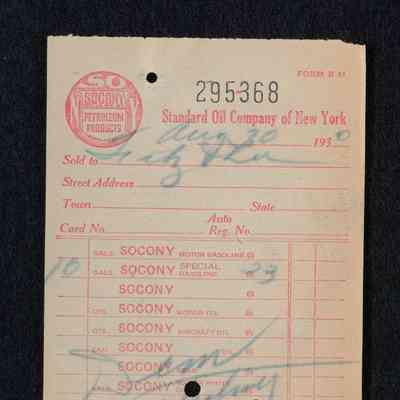 SO
SOCONY
PETROLEUM
PRODUCTS
FORM B M
295368
Standard Oil Company of New York
Aug 30 1930
Sold to
Street Address
Town State
Card No. Auto Reg. No.
GALS. SOCONY MOTOR GASOLINE @
10 GALS. SOCONY SPECIAL GASOLINE 23
SOCONY @
QTS. SOCONY MOTOR OIL @
QTS. SOCONY AIRCRAFT OIL @
SOCONY @
SOCONY
SOCONY